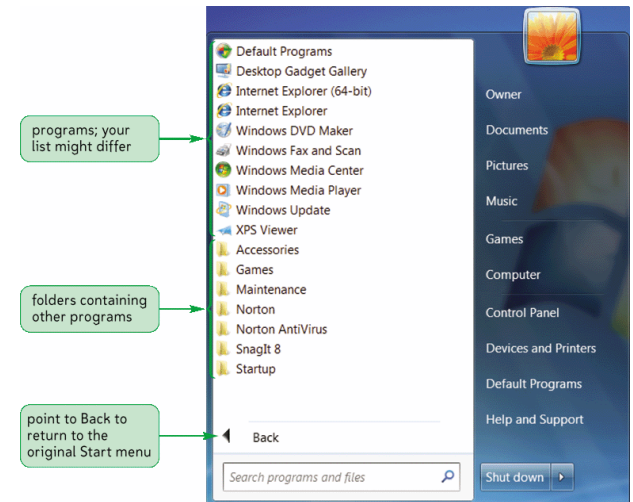 programs; your
list might differ
folders containing
other programs
point to Back to
return to the
original Start menu
Default Programs
Desktop Gadget Gallery
Internet Explorer (64-bit)
Internet Explorer
Windows DVD Maker
Windows Fax and Scan
Windows Media Center
Windows Media Player
Windows Update
XPS Viewer
Accessories
Games
Maintenance
Norton
Norton AntiVirus
SnagIt 8
Startup
Back
Search programs and files
Owner
Documents
Pictures
Music
Games
Computer
Control Panel
Devices and Printers
Default Programs
Help and Support
Shut down